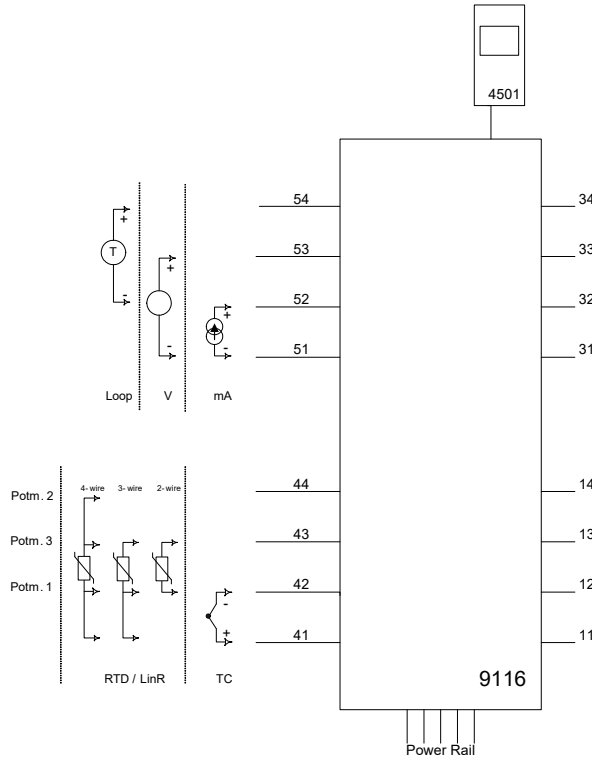 4501
54
34
+
T
53
33
+
-
52
32
+
51
31
-
-
Loop
V
mA
4-wire
3-wire
2-wire
44
14
Potm. 2
Potm. 3
43
13
Potm. 1
42
12
-
+
41
11
RTD / LinR
TC
9116
Power Rail